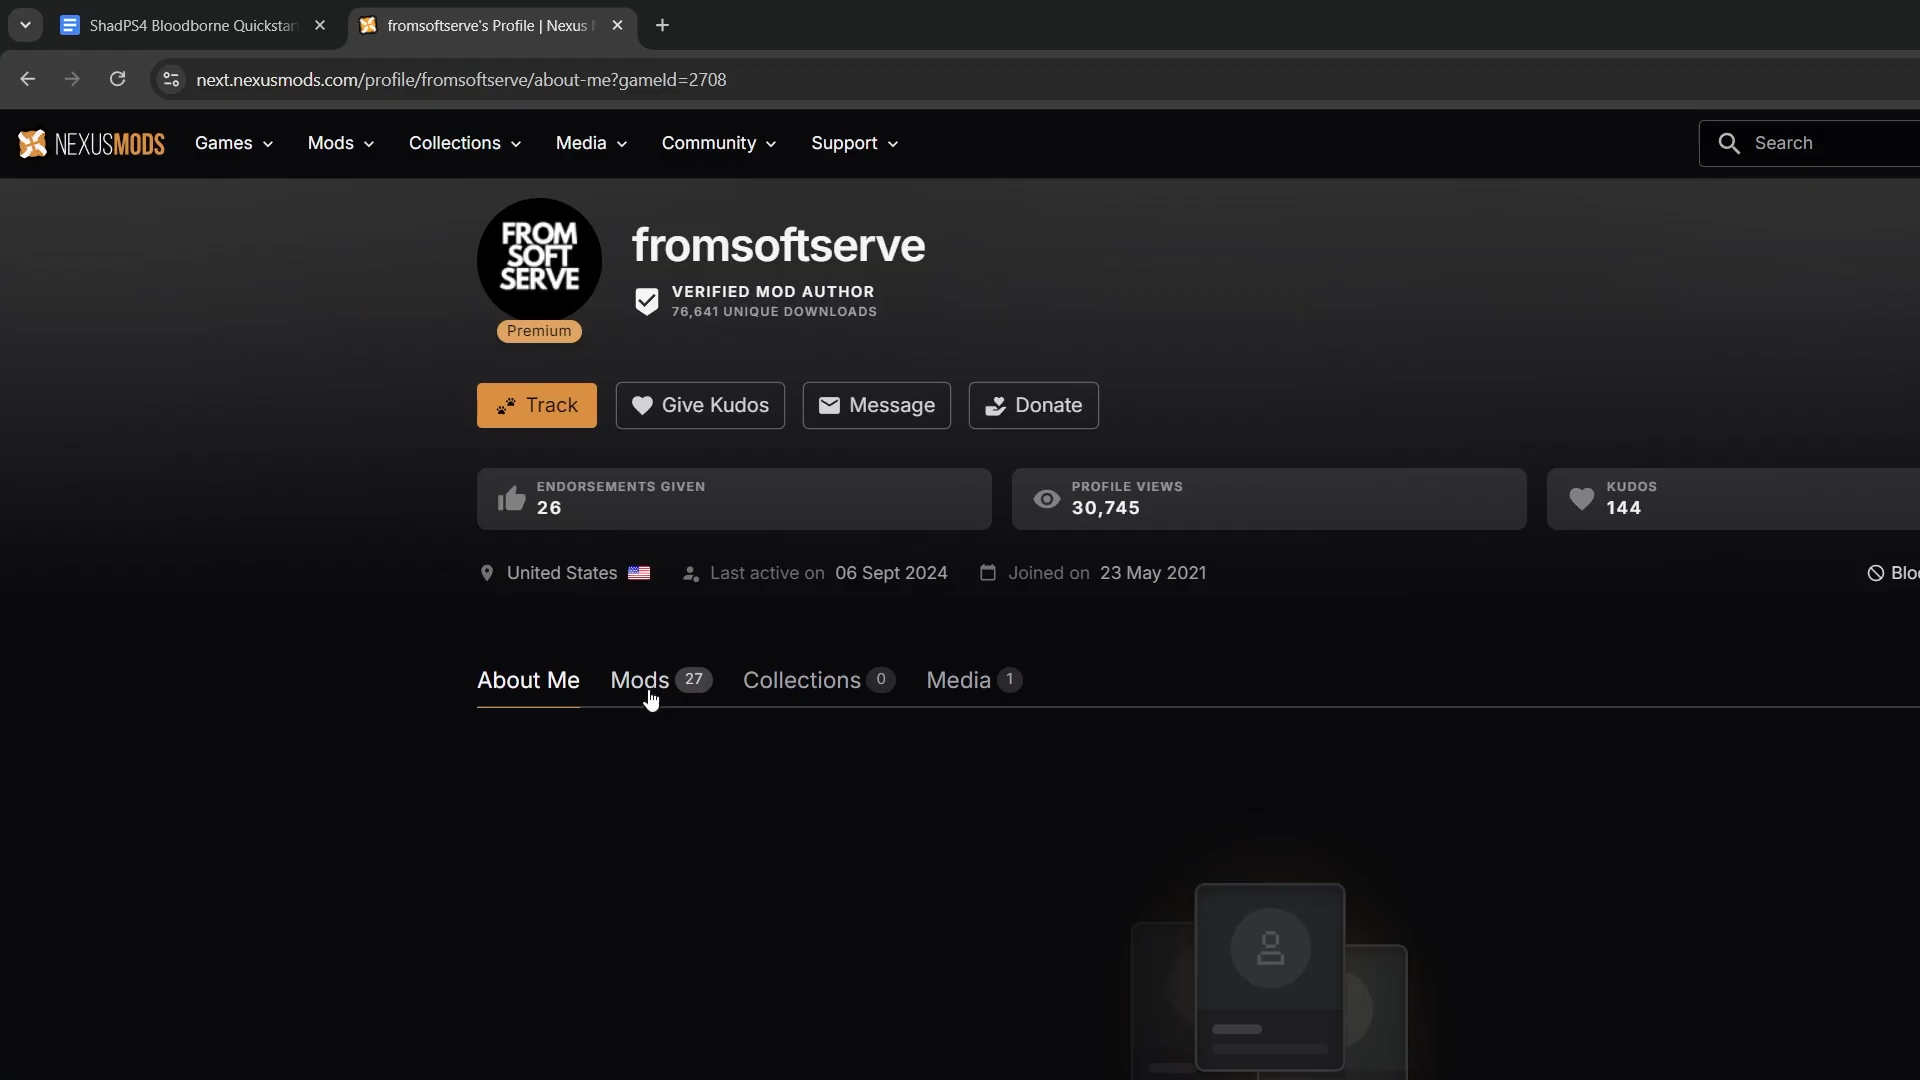 ShadPS4 Bloodborne Quickstar
fromsoftserve's Profile | Nexus
next.nexusmods.com/profile/fromsoftserve/about-me?gameId=2708
NEXUSMODS
Games
Mods
Collections
Media
Community
Support
Search
FROM
SOFT
SERVE
Premium
fromsoftserve
VERIFIED MOD AUTHOR
76,641 UNIQUE DOWNLOADS
Track
Give Kudos
Message
Donate
ENDORSEMENTS GIVEN
26
PROFILE VIEWS
30,745
KUDOS
144
United States
Last active on 06 Sept 2024
Joined on 23 May 2021
Blo
About Me
Mods 27
Collections 0
Media 1